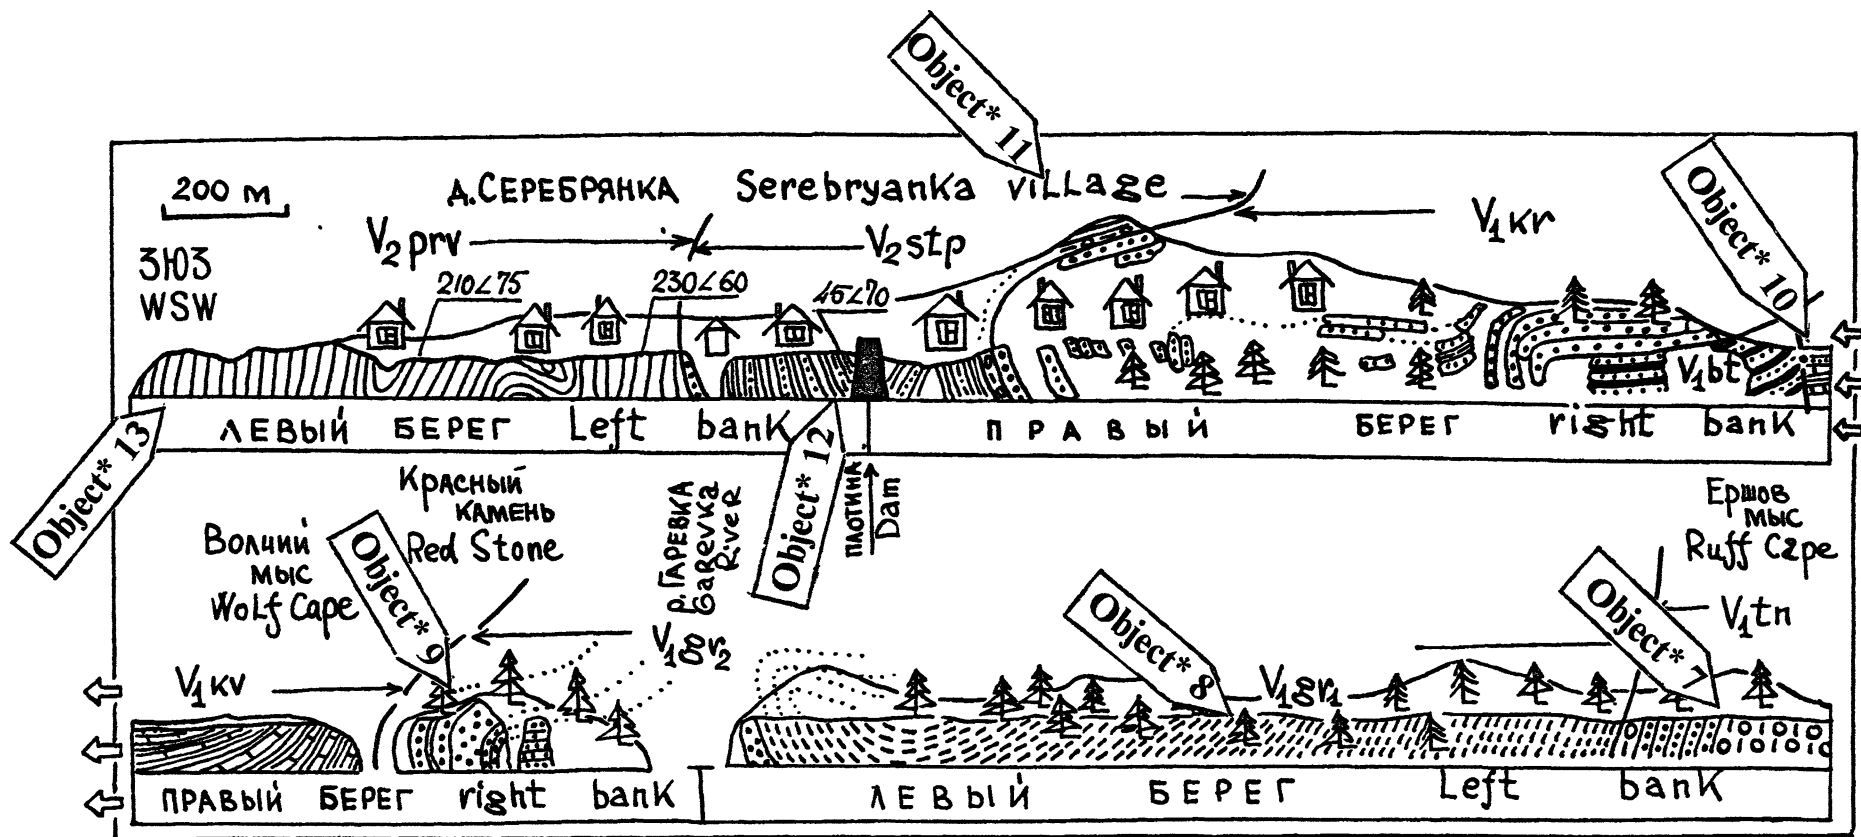 Object* 11
200 м
д. СЕРЕБРЯНКА Serebryanka village
V₂prv
V₂stp
V₁kr
Object* 10
ЗЮЗ
WSW
210∠75
230∠60
45∠70
V₁bt
ЛЕВЫЙ БЕРЕГ Left bank
ПРАВЫЙ БЕРЕГ right bank
Object* 13
Object* 12
ПЛОТИНА
Dam
Волчий
мыс
Wolf Cape
Красный
камень
Red Stone
Object* 9
р. ГАРЕВКА
Garevka
River
Ершов
мыс
Ruff Cape
V₁kv
V₁gr₂
Object* 8
V₁gr₁
Object* 7
V₁tn
ПРАВЫЙ БЕРЕГ right bank
ЛЕВЫЙ БЕРЕГ Left bank